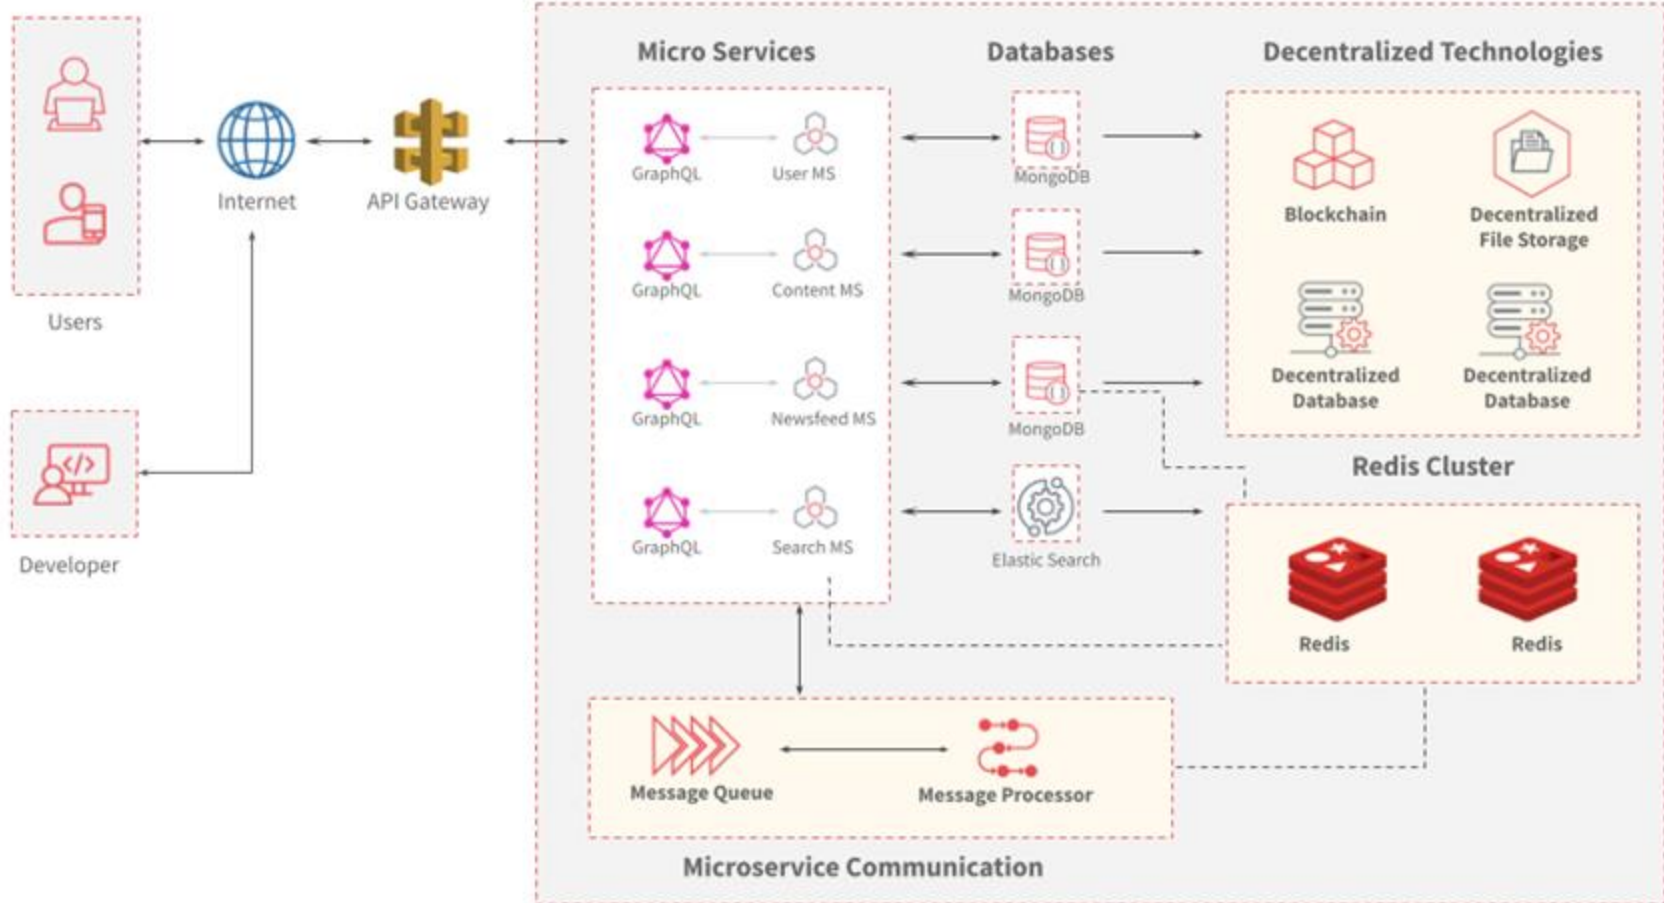 Micro Services
Databases
Decentralized Technologies
Users
Internet
API Gateway
Developer
GraphQL
User MS
MongoDB
GraphQL
Content MS
MongoDB
GraphQL
Newsfeed MS
MongoDB
GraphQL
Search MS
Elastic Search
Blockchain
Decentralized
File Storage
Decentralized
Database
Decentralized
Database
Redis Cluster
Redis
Redis
Message Queue
Message Processor
Microservice Communication